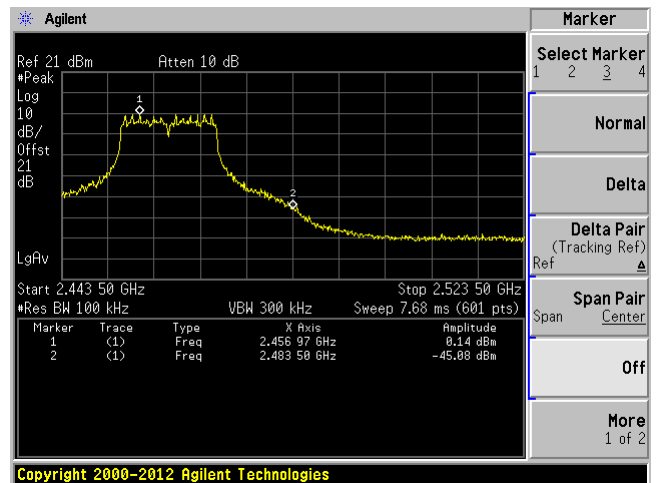 Agilent
Marker
Ref 21 dBm Atten 10 dB
#Peak
Log
10
dB/
Offst
21
dB
LgAv
1
2
Start 2.443 50 GHz Stop 2.523 50 GHz
#Res BW 100 kHz VBW 300 kHz Sweep 7.68 ms (601 pts)
Marker Trace Type X Axis Amplitude
1 (1) Freq 2.456 97 GHz 0.14 dBm
2 (1) Freq 2.483 50 GHz -45.08 dBm
Copyright 2000-2012 Agilent Technologies
Select Marker
1 2 3 4
Normal
Delta
Delta Pair
(Tracking Ref)
Ref Δ
Span Pair
Span Center
Off
More
1 of 2